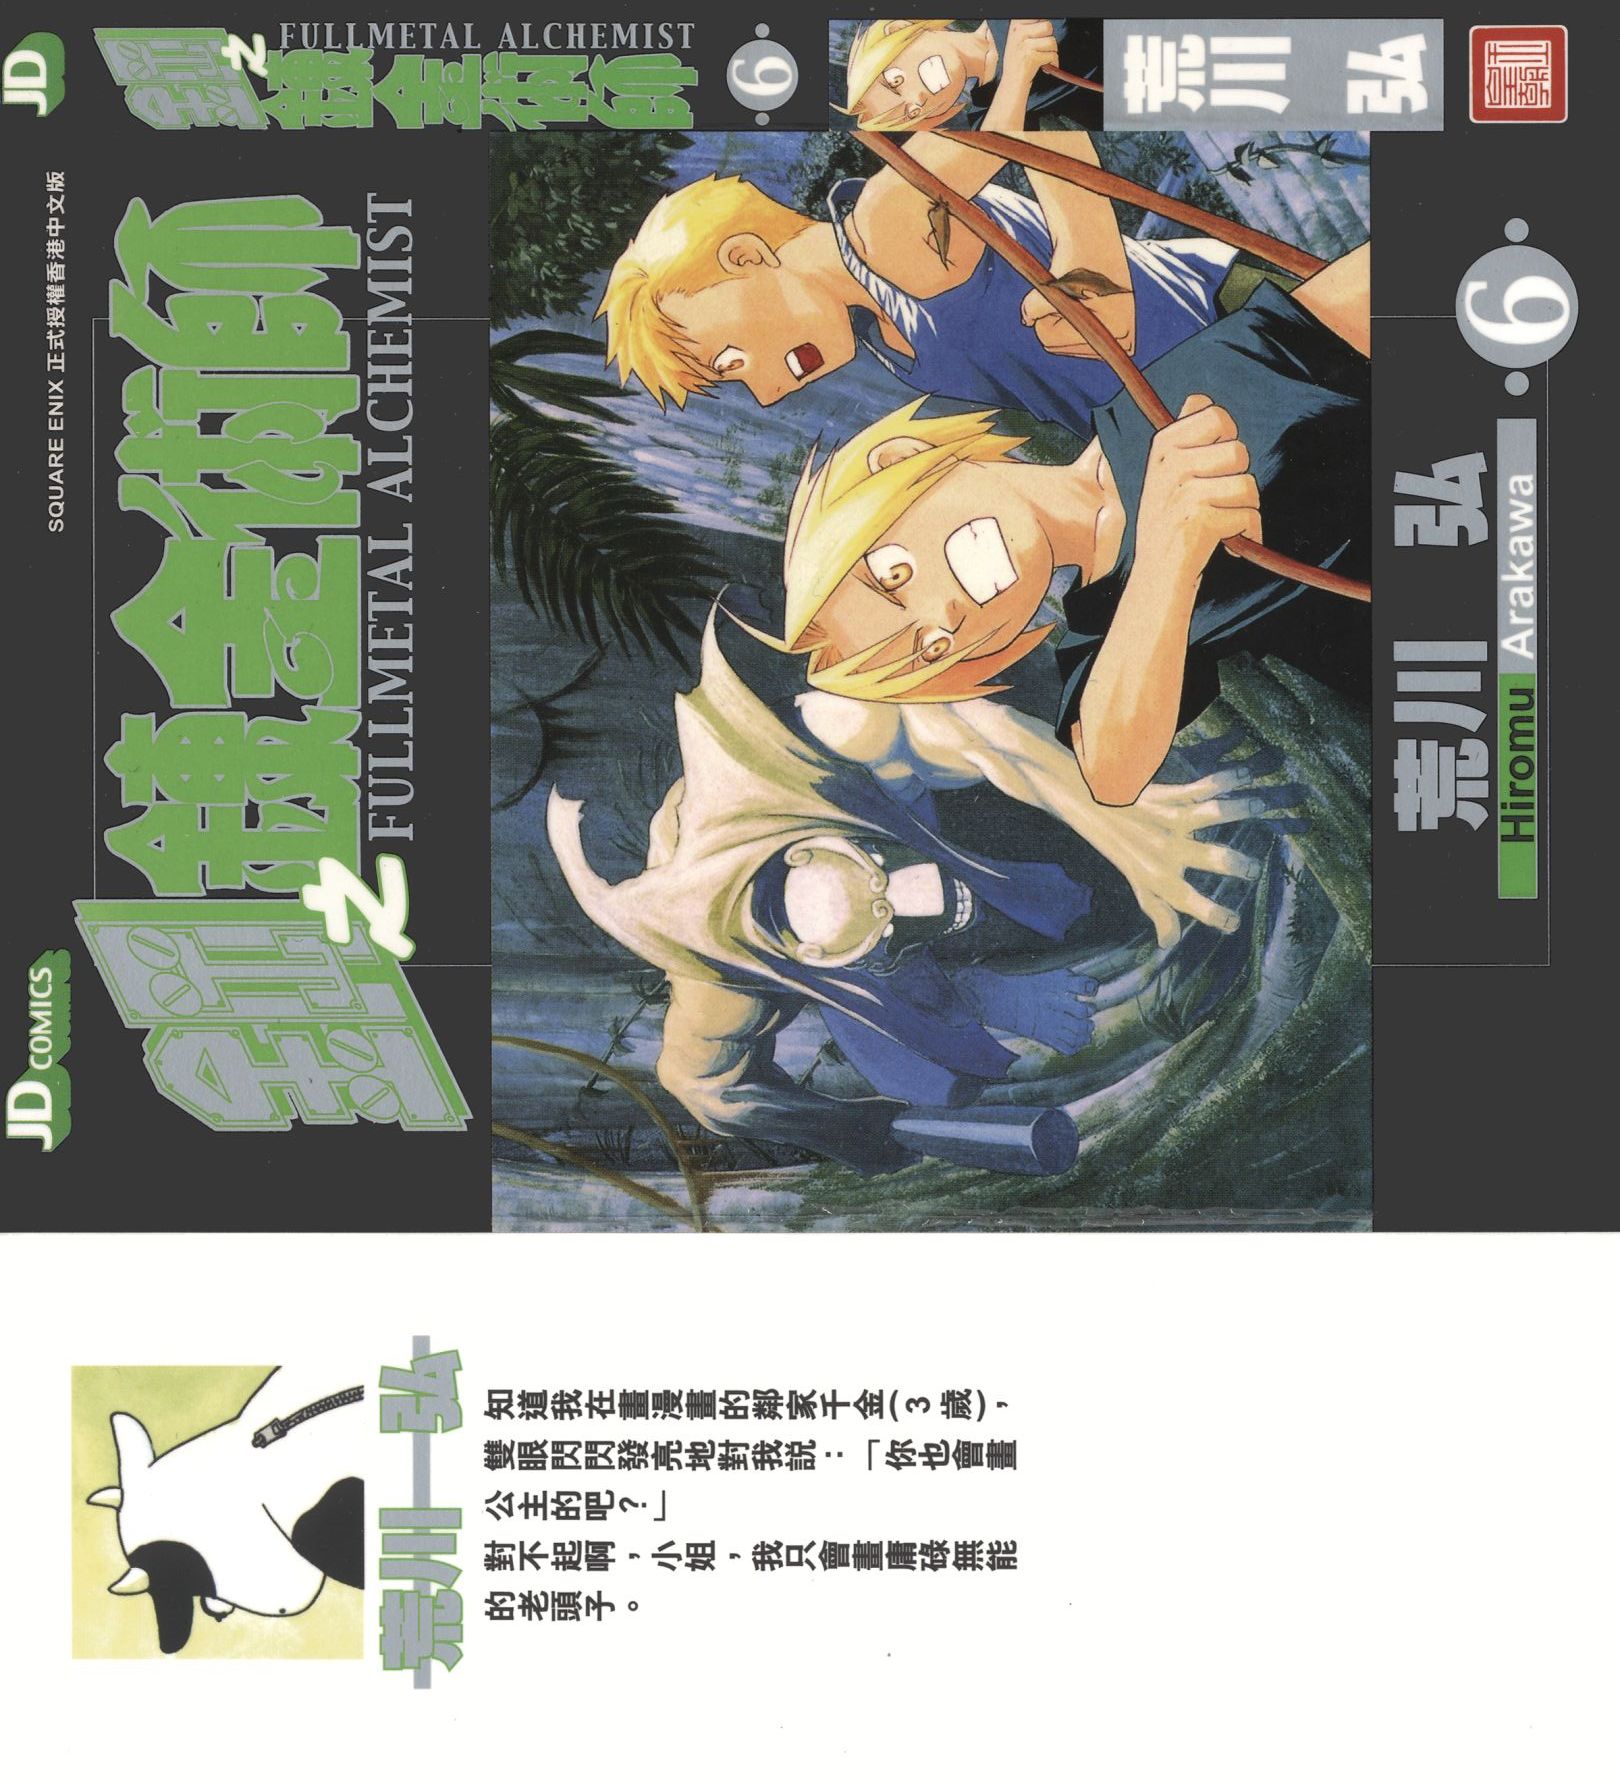 JD
鋼之鍊金術師
FULLMETAL ALCHEMIST
6
荒川 弘
JD COMICS
SQUARE ENIX 正式授權香港中文版
鋼之鍊金術師
FULLMETAL ALCHEMIST
6
荒川 弘
Hiromu Arakawa
荒川 弘
知道我在畫漫畫的鄰家千金(3 歲),
雙眼閃閃發亮地對我說:「你也會畫
公主的吧?」
對不起啊,小姐,我只會畫庸碌無能
的老頭子。